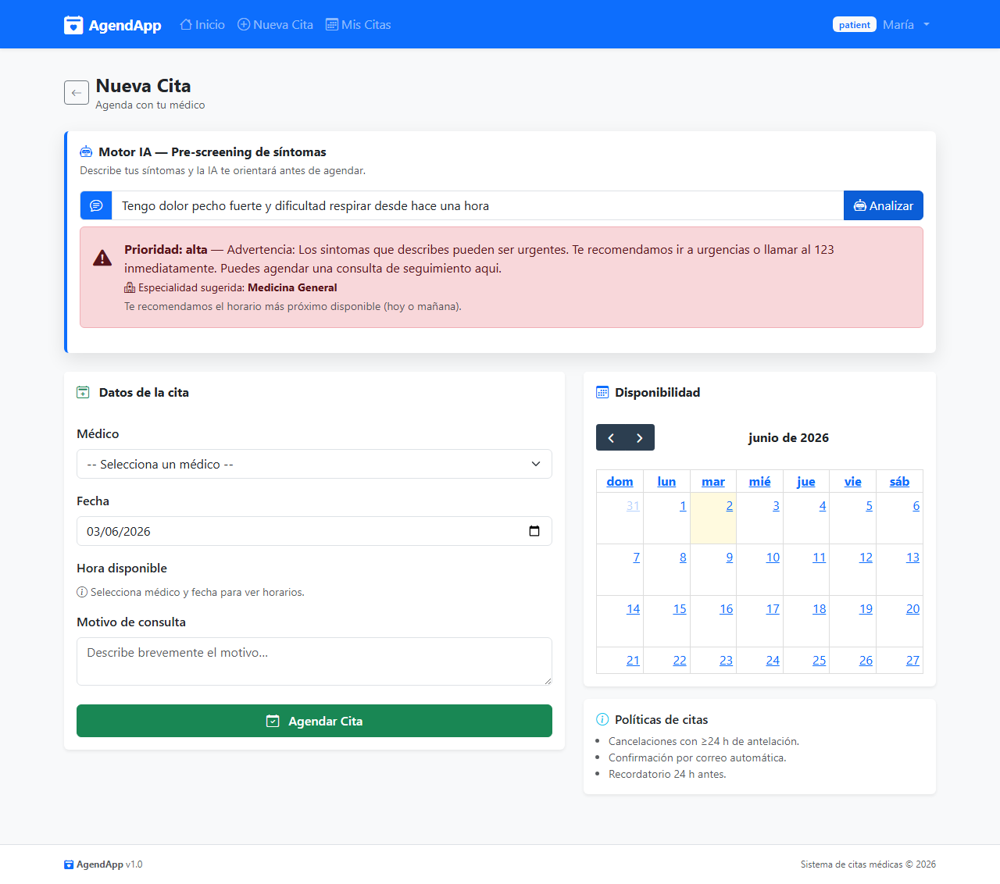 AgendApp Inicio Nueva Cita Mis Citas patient María
Nueva Cita
Agenda con tu médico
Motor IA — Pre-screening de síntomas
Describe tus síntomas y la IA te orientará antes de agendar.
Tengo dolor pecho fuerte y dificultad respirar desde hace una hora
Analizar
Prioridad: alta — Advertencia: Los sintomas que describes pueden ser urgentes. Te recomendamos ir a urgencias o llamar al 123
inmediatamente. Puedes agendar una consulta de seguimiento aqui.
Especialidad sugerida: Medicina General
Te recomendamos el horario más próximo disponible (hoy o mañana).
Datos de la cita
Médico
-- Selecciona un médico --
Fecha
03/06/2026
Hora disponible
Selecciona médico y fecha para ver horarios.
Motivo de consulta
Describe brevemente el motivo...
Agendar Cita
Disponibilidad
junio de 2026
dom lun mar mié jue vie sáb
31 1 2 3 4 5 6
7 8 9 10 11 12 13
14 15 16 17 18 19 20
21 22 23 24 25 26 27
Políticas de citas
Cancelaciones con ≥24 h de antelación.
Confirmación por correo automática.
Recordatorio 24 h antes.
AgendApp v1.0
Sistema de citas médicas © 2026